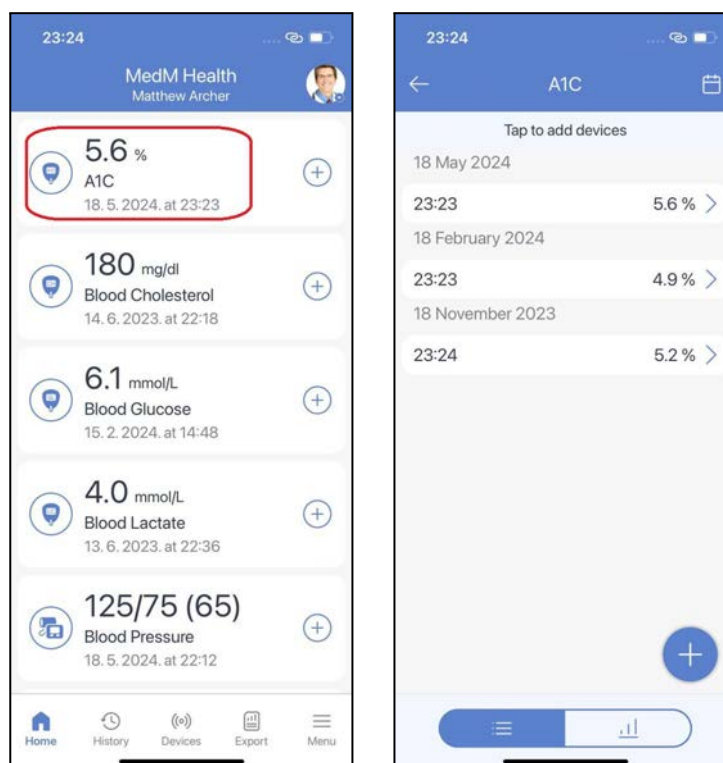 23:24
MedM Health
Matthew Archer
5.6 %
A1C
18. 5. 2024. at 23:23
180 mg/dl
Blood Cholesterol
14. 6. 2023. at 22:18
6.1 mmol/L
Blood Glucose
15. 2. 2024. at 14:48
4.0 mmol/L
Blood Lactate
13. 6. 2023. at 22:36
125/75 (65)
Blood Pressure
18. 5. 2024. at 22:12
Home History Devices Export Menu
23:24
A1C
Tap to add devices
18 May 2024
23:23 5.6 %
18 February 2024
23:23 4.9 %
18 November 2023
23:24 5.2 %